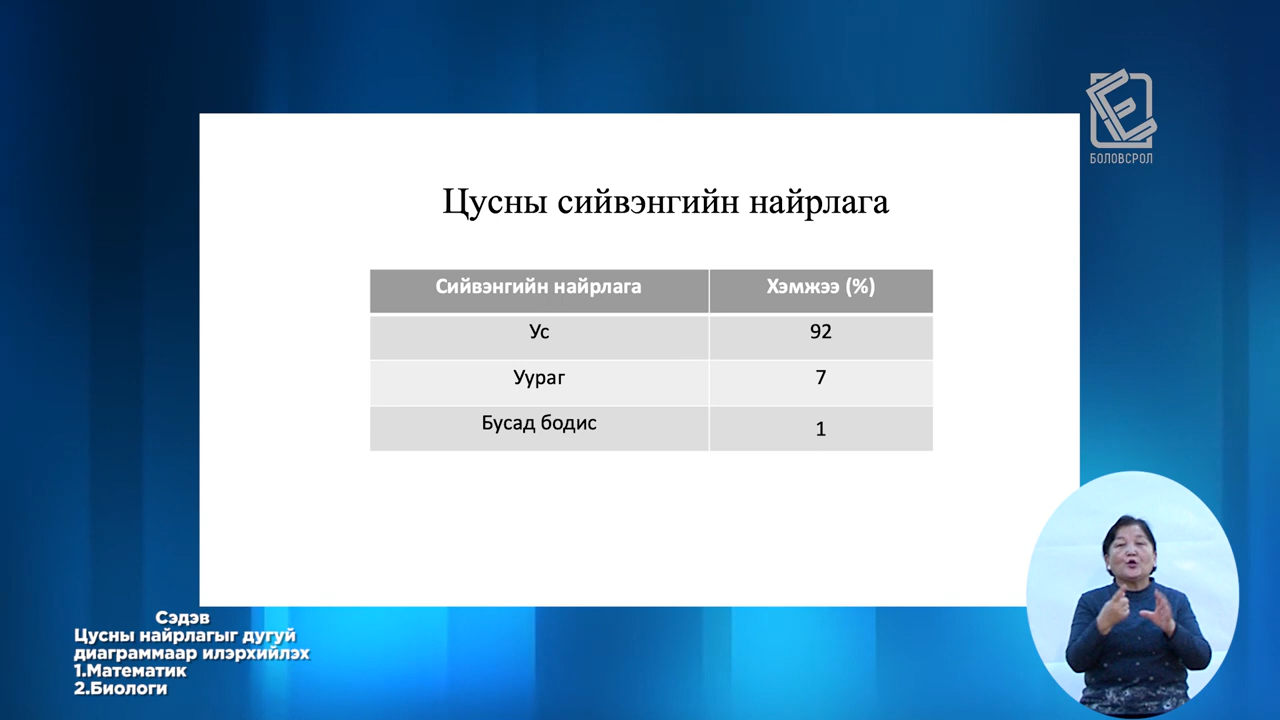 БОЛОВСРОЛ
Цусны сийвэнгийн найрлага
Сийвэнгийн найрлага Хэмжээ (%)
Ус 92
Уураг 7
Бусад бодис 1
Сэдэв
Цусны найрлагыг дугуй
диаграммаар илэрхийлэх
1.Математик
2.Биологи